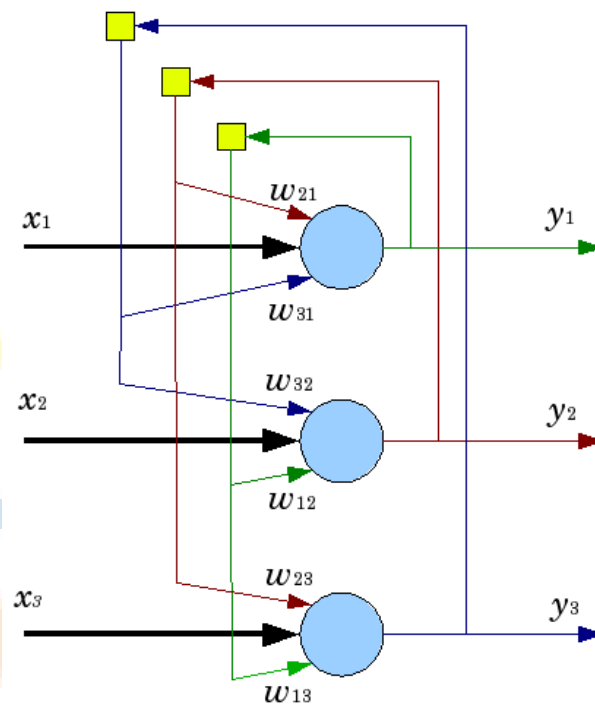 w₂₁
x₁ y₁
w₃₁
w₃₂
x₂ y₂
w₁₂
w₂₃
x₃ y₃
w₁₃